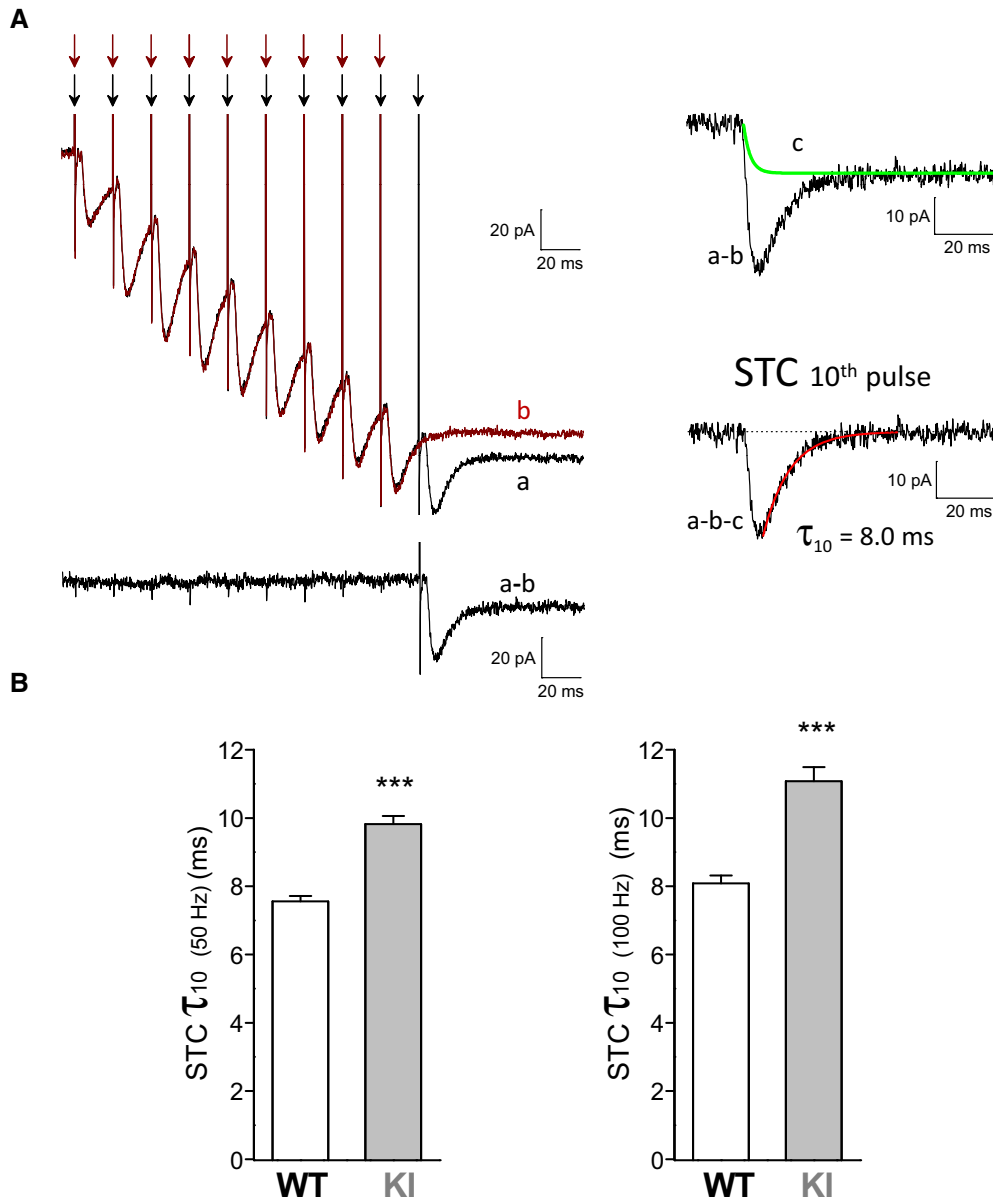 A
20 pA
20 ms
b
a
a-b
20 pA
20 ms
c
a-b
10 pA
20 ms
STC 10th pulse
a-b-c
10 pA
20 ms
τ10 = 8.0 ms
B
STC τ10 (50 Hz) (ms)
12
10
8
6
4
2
0
***
WT
KI
STC τ10 (100 Hz) (ms)
12
10
8
6
4
2
0
***
WT
KI